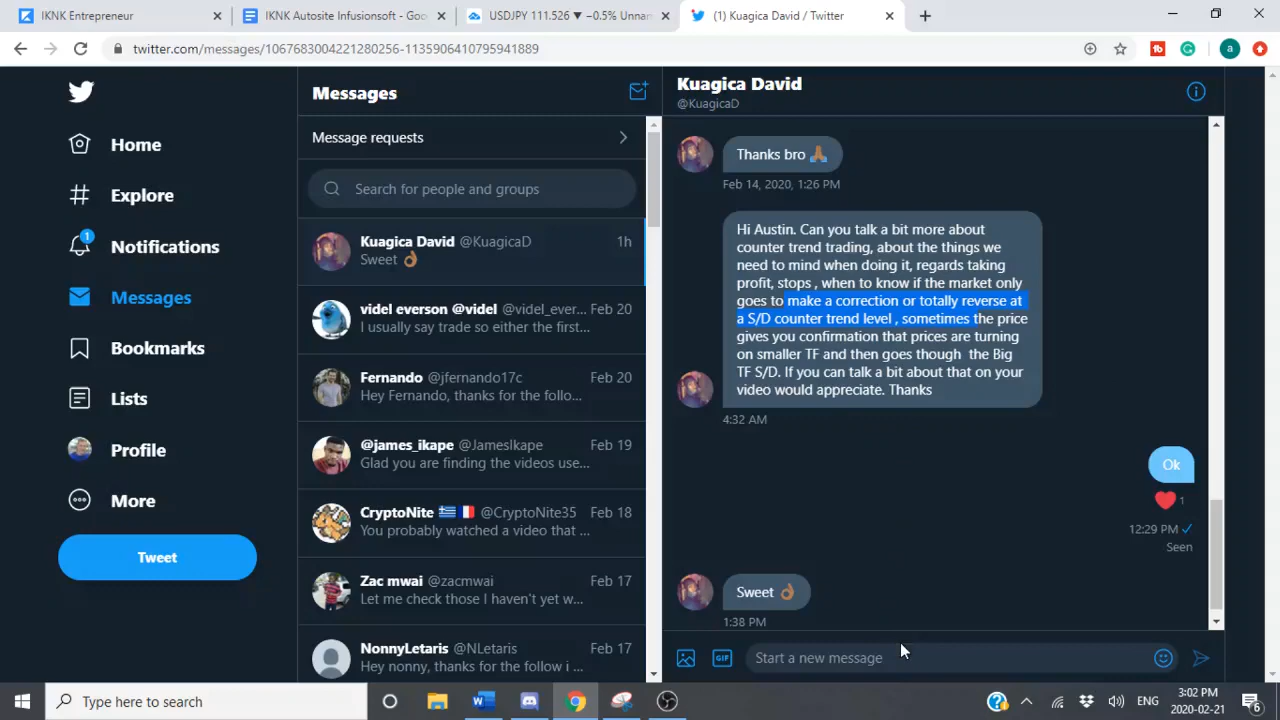 IKNK Entrepreneur
IKNK Autosite Infusionsoft - Goo
USDJPY 111.526 ▼ −0.5% Unnam
(1) Kuagica David / Twitter
twitter.com/messages/1067683004221280256-1135906410795941889
a
Home
Explore
1
Notifications
Messages
Bookmarks
Lists
Profile
More
Tweet
Messages
Message requests
Search for people and groups
Kuagica David @KuagicaD 1h
Sweet 👌🏾
videl everson @videl @videl_ever... Feb 20
I usually say trade so either the first...
Fernando @jfernando17c Feb 20
Hey Fernando, thanks for the follo...
@james_ikape @JamesIkape Feb 19
Glad you are finding the videos use...
CryptoNite 🇬🇷 🇫🇷 @CryptoNite35 Feb 18
You probably watched a video that ...
Zac mwai @zacmwai Feb 17
Let me check those I haven't yet w...
NonnyLetaris @NLetaris Feb 17
Hey nonny, thanks for the follow i ...
Kuagica David
@KuagicaD
Thanks bro 🙏🏾
Feb 14, 2020, 1:26 PM
Hi Austin. Can you talk a bit more about
counter trend trading, about the things we
need to mind when doing it, regards taking
profit, stops , when to know if the market only
goes to make a correction or totally reverse at
a S/D counter trend level , sometimes the price
gives you confirmation that prices are turning
on smaller TF and then goes though the Big
TF S/D. If you can talk a bit about that on your
video would appreciate. Thanks
4:32 AM
Ok
❤️ 1
12:29 PM ✓
Seen
Sweet 👌🏾
1:38 PM
GIF
Start a new message
Type here to search
ENG
3:02 PM
2020-02-21
6